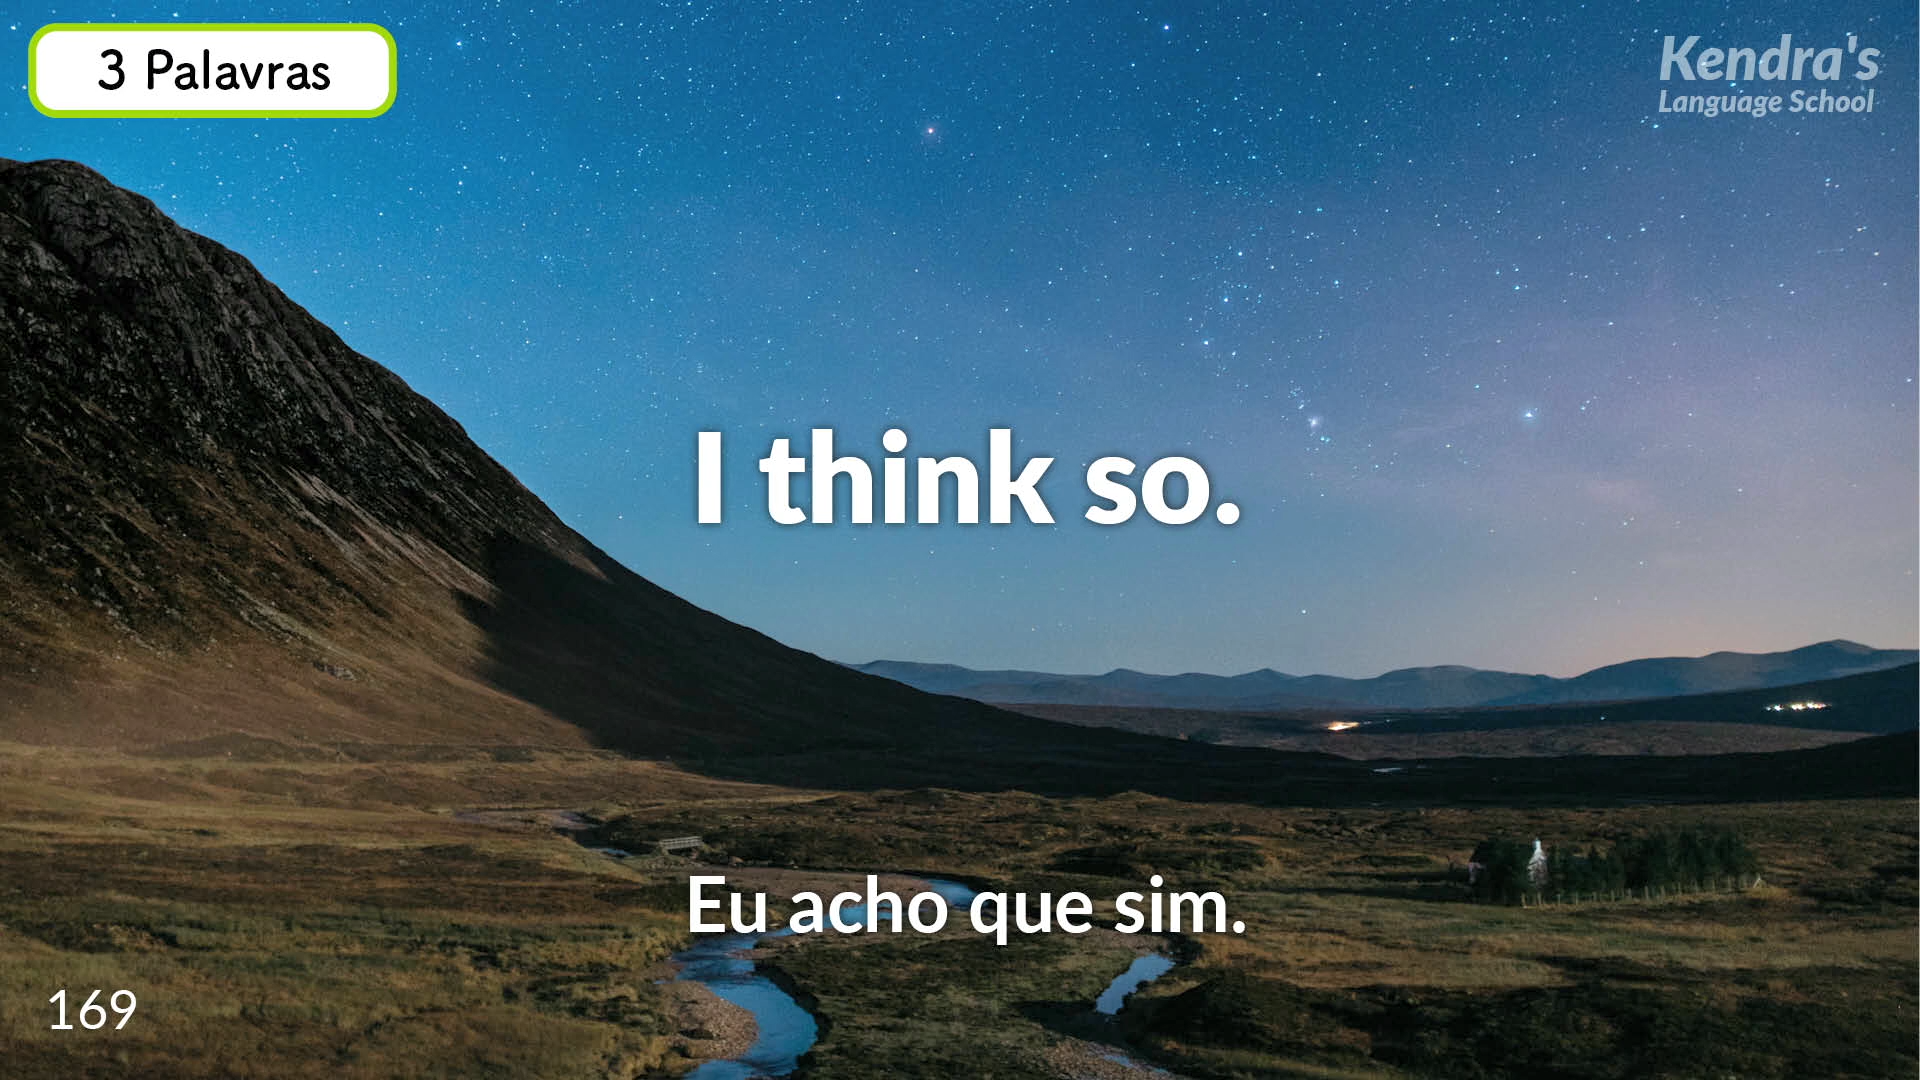 3 Palavras
Kendra's
Language School
I think so.
Eu acho que sim.
169